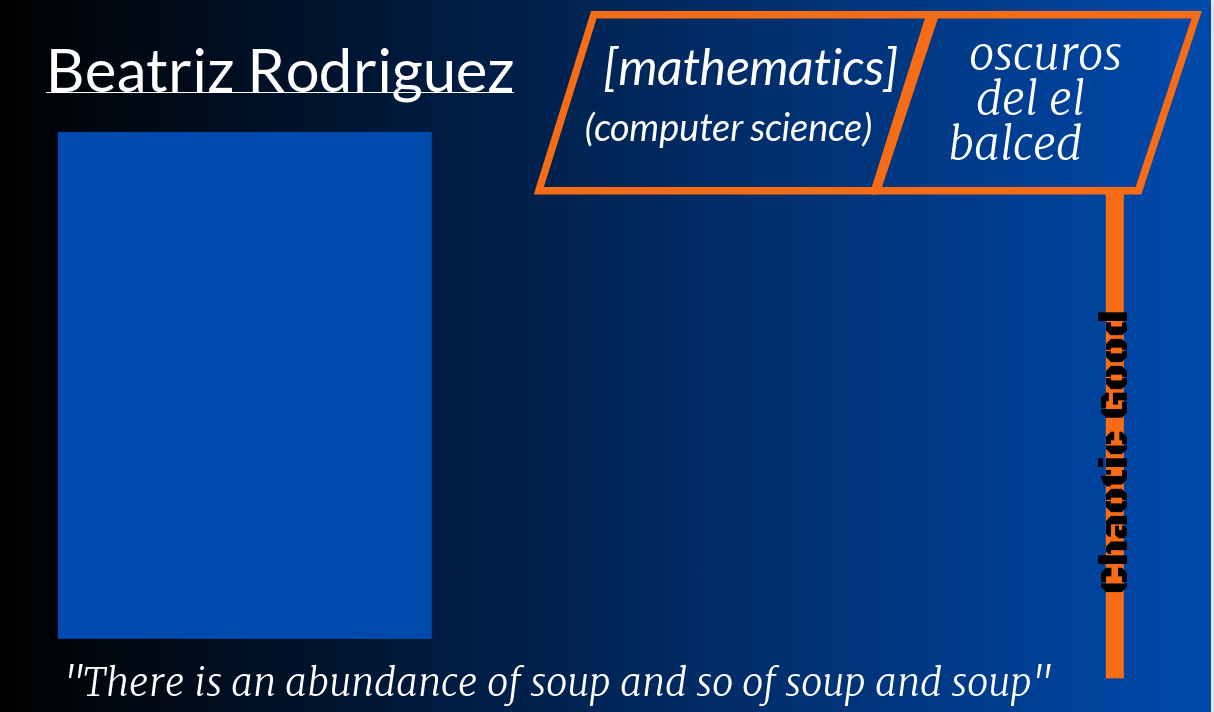 Beatriz Rodriguez
[mathematics]
(computer science)
oscuros
del el
balced
Chaotic Good
"There is an abundance of soup and so of soup and soup"